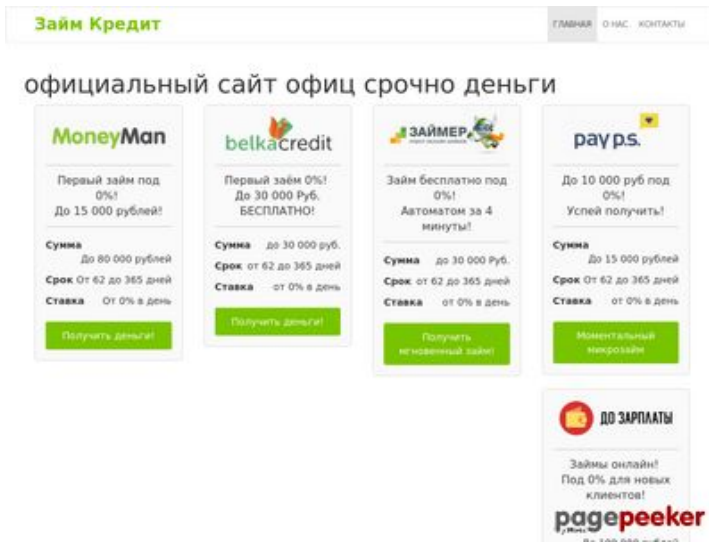 Займ Кредит
ГЛАВНАЯ О НАС КОНТАКТЫ
официальный сайт офиц срочно деньги
MoneyMan
Первый займ под
0%!
До 15 000 рублей!
Сумма
До 80 000 рублей
Срок От 62 до 365 дней
Ставка От 0% в день
Получить деньги!
belkacredit
Первый заём 0%!
До 30 000 Руб.
БЕСПЛАТНО!
Сумма до 30 000 руб.
Срок от 62 до 365 дней
Ставка от 0% в день
Получить деньги!
ЗАЙМЕР
Займ бесплатно под
0%!
Автоматом за 4
минуты!
Сумма до 30 000 Руб.
Срок от 62 до 365 дней
Ставка от 0% в день
Получить
мгновенный займ!
pay p.s.
До 10 000 руб под
0%!
Успей получить!
Сумма
До 15 000 рублей
Срок От 62 до 365 дней
Ставка От 0% в день
Моментальный
микрозайм
ДО ЗАРПЛАТЫ
Займы онлайн!
Под 0% для новых
клиентов!
pagepeeker
До 100 000 рублей